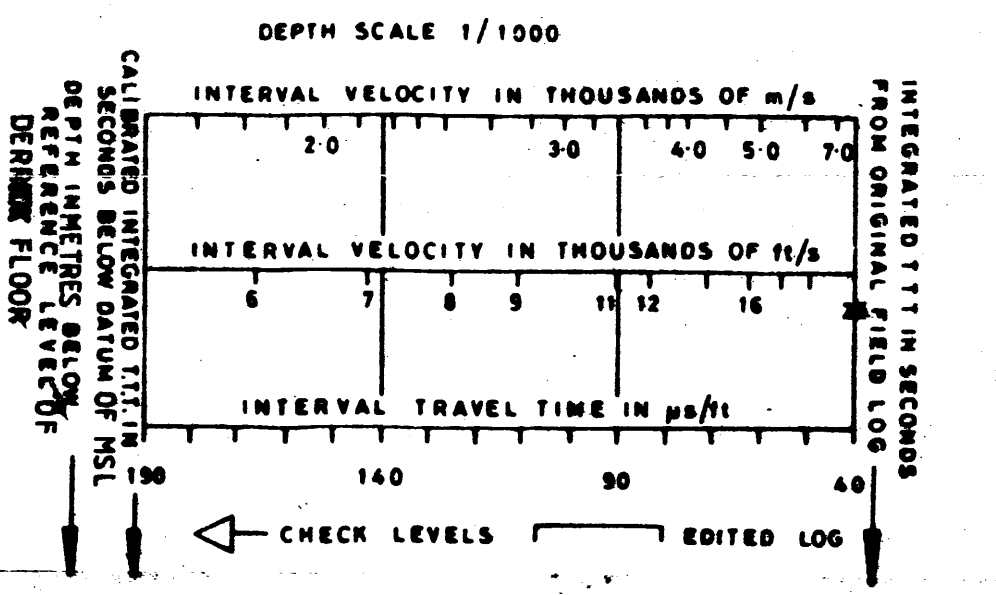 DEPTH SCALE 1/1000
DEPTH IN METRES BELOW
REFERENCE LEVEL OF
FLOOR
CALIBRATED INTEGRATED T.T.T. IN
SECONDS BELOW DATUM OF MSL
INTERVAL VELOCITY IN THOUSANDS OF m/s
2·0 3·0 4·0 5·0 7·0
INTERVAL VELOCITY IN THOUSANDS OF ft/s
6 7 8 9 11 12 16
INTERVAL TRAVEL TIME IN µs/ft
190 140 90 40
CHECK LEVELS EDITED LOG
INTEGRATED T T T IN SECONDS
FROM ORIGINAL FIELD LOG